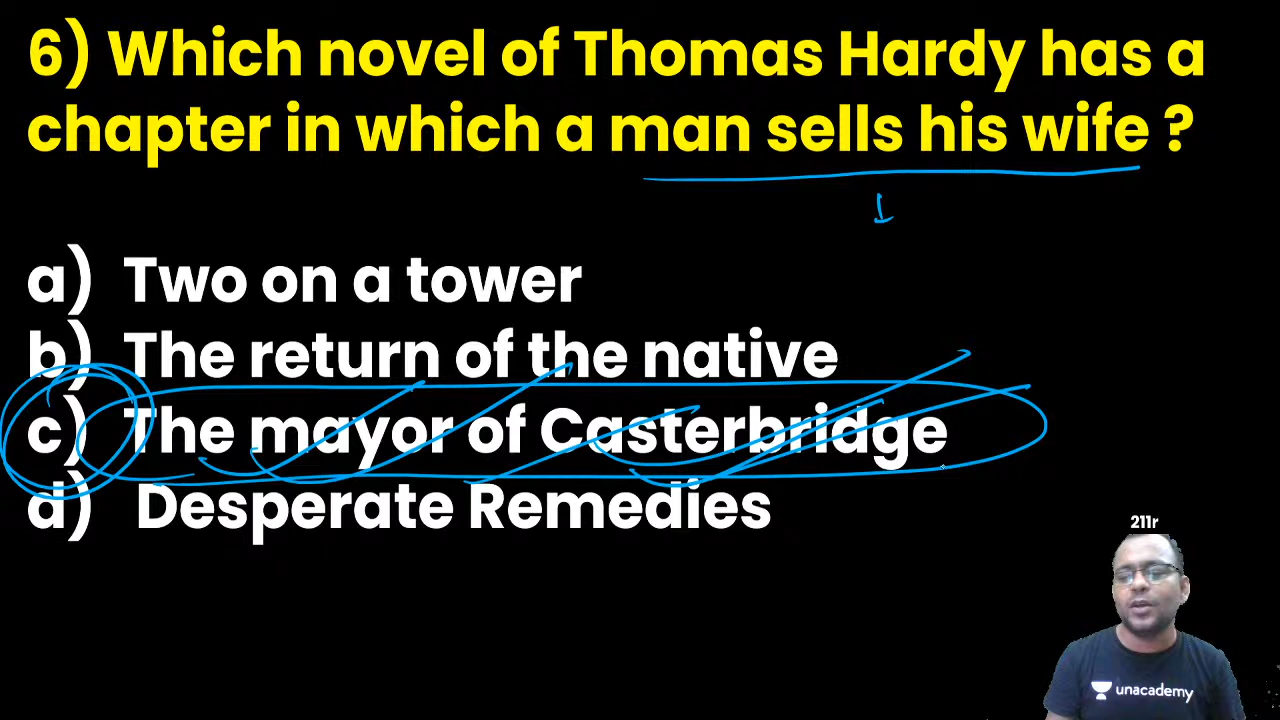 6) Which novel of Thomas Hardy has a
chapter in which a man sells his wife ?
a) Two on a tower
b) The return of the native
c) The mayor of Casterbridge
d) Desperate Remedies
211r
unacademy